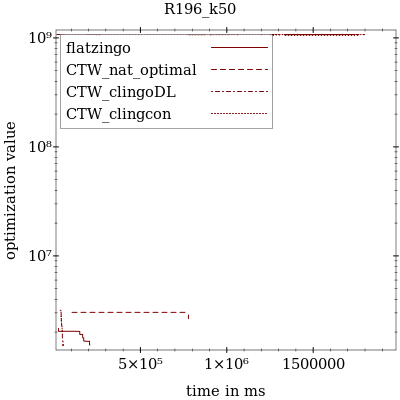 R196_k50
10⁹
flatzingo
CTW_nat_optimal
CTW_clingoDL
CTW_clingcon
10⁸
10⁷
optimization value
5×10⁵ 1×10⁶ 1500000
time in ms